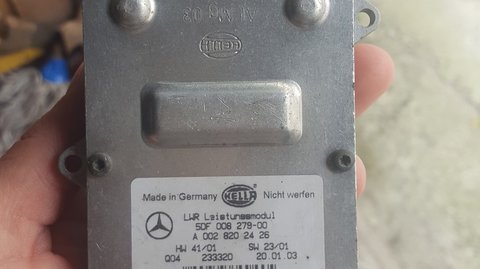 HELLA
Made in Germany HELLA Nicht werfen
LWR Leistungsmodul
5DF 008 279-00
A 002 820 24 26
HW 41/01 SW 23/01
Q04 233320 20.01.03